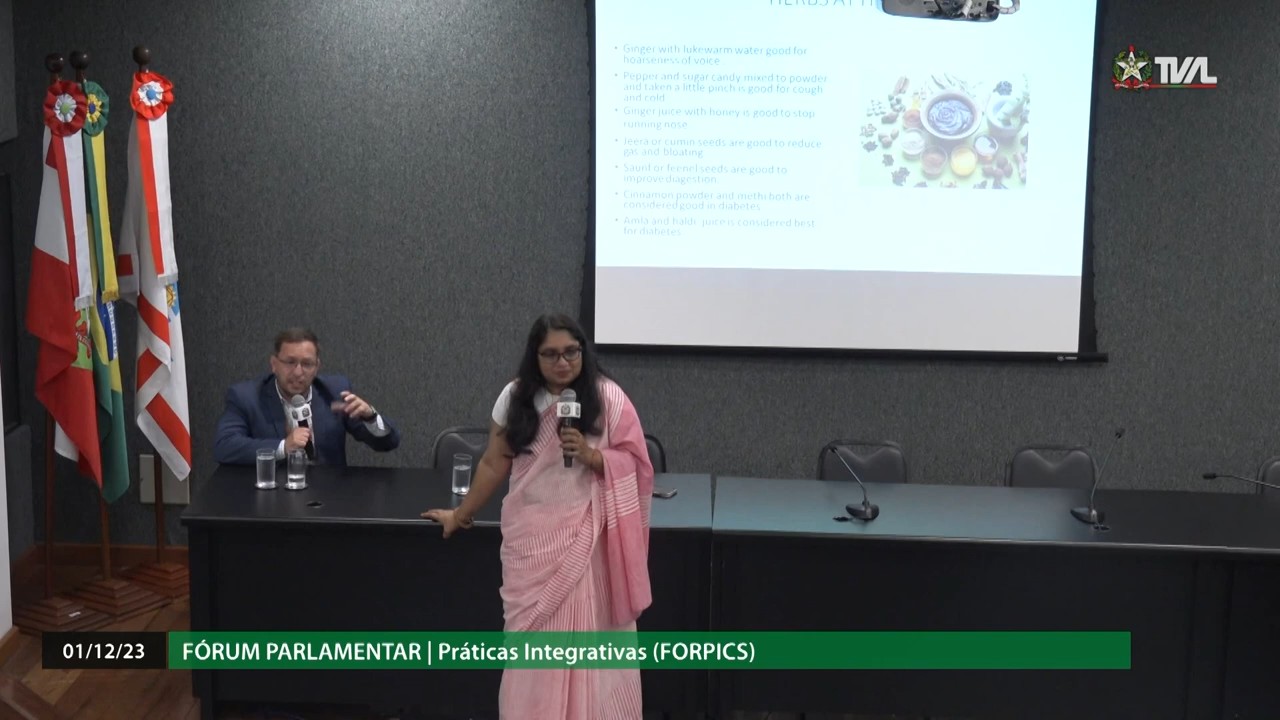 HERBS AT H
• Ginger with lukewarm water good for
hoarseness of voice
• Pepper and sugar candy mixed to powder
and taken a little pinch is good for cough
and cold
• Ginger juice with honey is good to stop
running nose
• Jeera or cumin seeds are good to reduce
gas and bloating
• Saunf or feenel seeds are good to
improve diagestion
• Cinnamon powder and methi both are
considered good in diabetes
• Amla and haldi juice is considered best
for diabetes
TVAL
01/12/23
FÓRUM PARLAMENTAR | Práticas Integrativas (FORPICS)